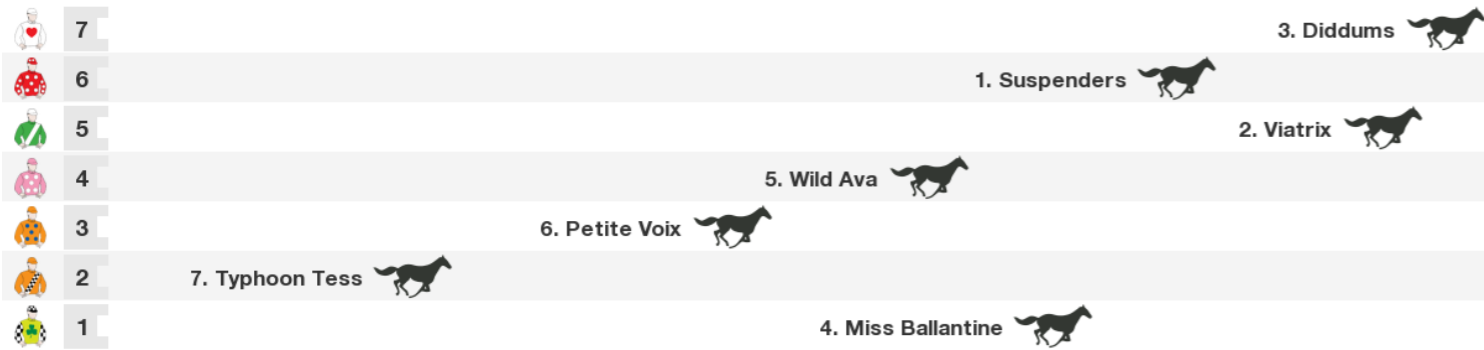 7 3. Diddums
6 1. Suspenders
5 2. Viatrix
4 5. Wild Ava
3 6. Petite Voix
2 7. Typhoon Tess
1 4. Miss Ballantine